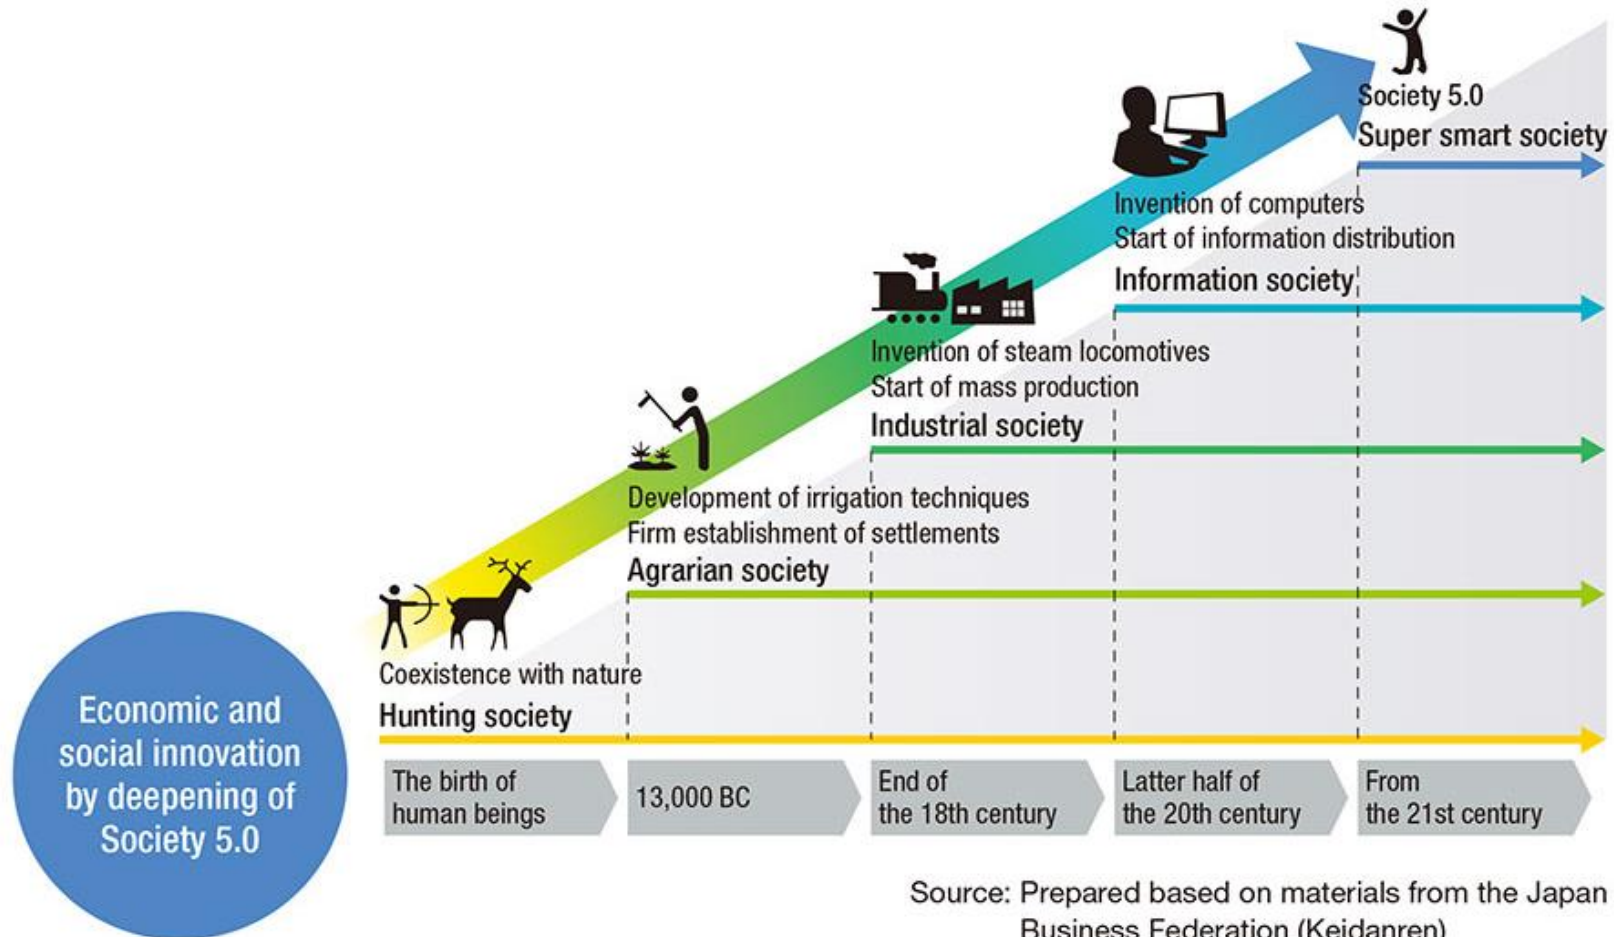 Society 5.0
Super smart society
Invention of computers
Start of information distribution
Information society
Invention of steam locomotives
Start of mass production
Industrial society
Development of irrigation techniques
Firm establishment of settlements
Agrarian society
Coexistence with nature
Hunting society
Economic and
social innovation
by deepening of
Society 5.0
The birth of
human beings
13,000 BC
End of
the 18th century
Latter half of
the 20th century
From
the 21st century
Source: Prepared based on materials from the Japan
Business Federation (Keidanren)